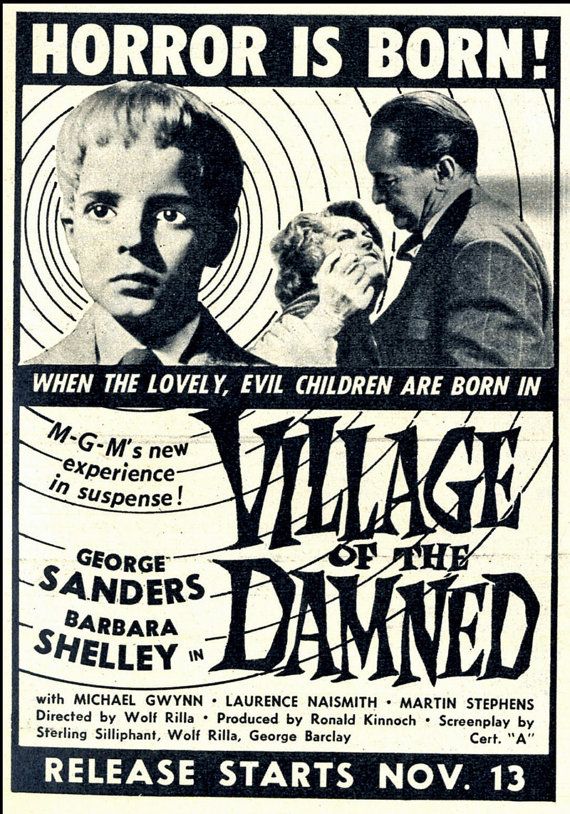 HORROR IS BORN!
WHEN THE LOVELY, EVIL CHILDREN ARE BORN IN
M-G-M's new
experience
in suspense!
VILLAGE
OF THE
DAMNED
GEORGE
SANDERS
BARBARA
SHELLEY IN
with MICHAEL GWYNN • LAURENCE NAISMITH • MARTIN STEPHENS
Directed by Wolf Rilla • Produced by Ronald Kinnoch • Screenplay by
Sterling Silliphant, Wolf Rilla, George Barclay Cert. "A"
RELEASE STARTS NOV. 13